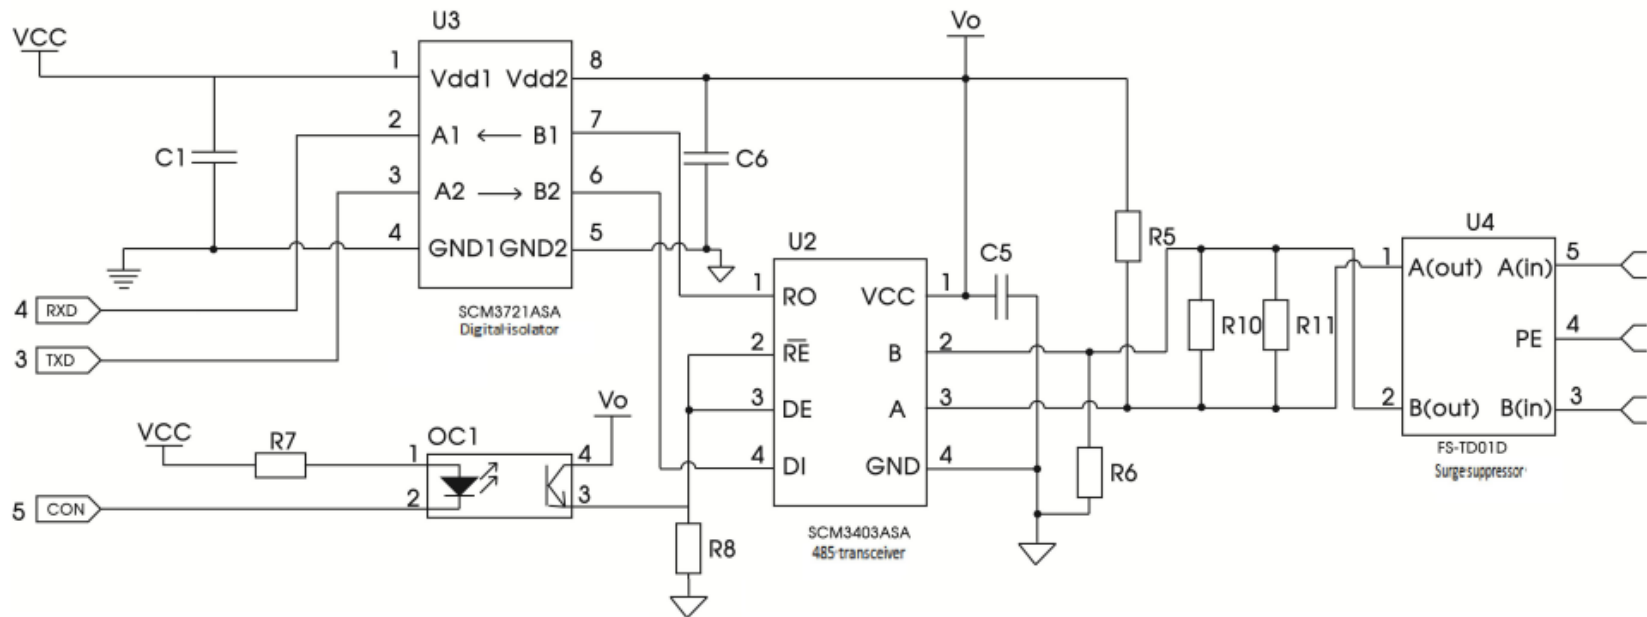 U3
Vo
VCC
1
Vdd1 Vdd2
8
2
A1 B1
7
C1
C6
3
A2 B2
6
4
GND1 GND2
5
SCM3721ASA
Digital-isolator
4 RXD
3 TXD
U2
C5
R5
U4
1 RO VCC 1
2 RE B 2
3 DE A 3
4 DI GND 4
R10
R11
1 A(out) A(in) 5
PE 4
2 B(out) B(in) 3
FS-TD01D
Surge suppressor
R6
SCM3403ASA
485-transceiver
VCC
R7
OC1
Vo
1
4
2
3
5 CON
R8